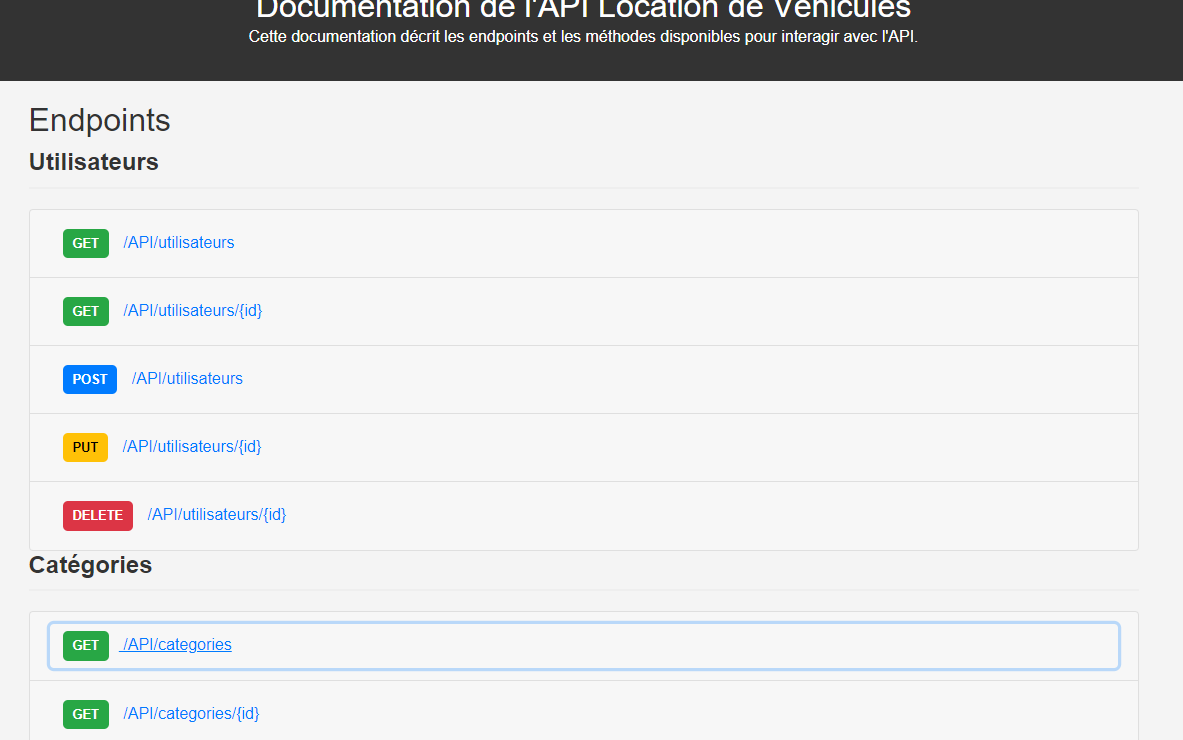 Documentation de l'API Location de Véhicules
Cette documentation décrit les endpoints et les méthodes disponibles pour interagir avec l'API.
Endpoints
Utilisateurs
GET /API/utilisateurs
GET /API/utilisateurs/{id}
POST /API/utilisateurs
PUT /API/utilisateurs/{id}
DELETE /API/utilisateurs/{id}
Catégories
GET /API/categories
GET /API/categories/{id}